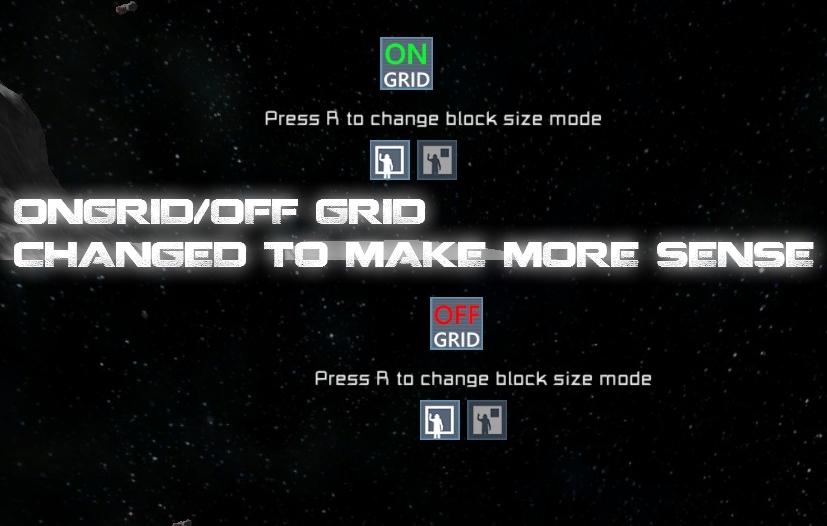 ON
GRID
Press R to change block size mode
ONGRID/OFF GRID
CHANGED TO MAKE MORE SENSE
OFF
GRID
Press R to change block size mode